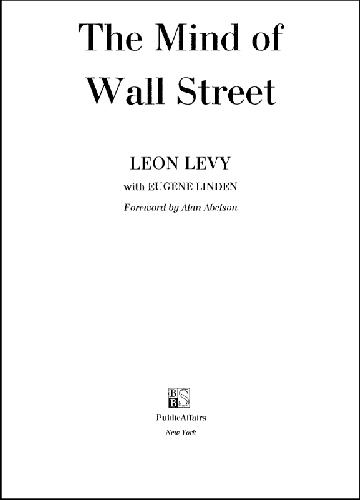 The Mind of
Wall Street
LEON LEVY
with EUGENE LINDEN
Foreword by Alan Abelson
PublicAffairs
New York